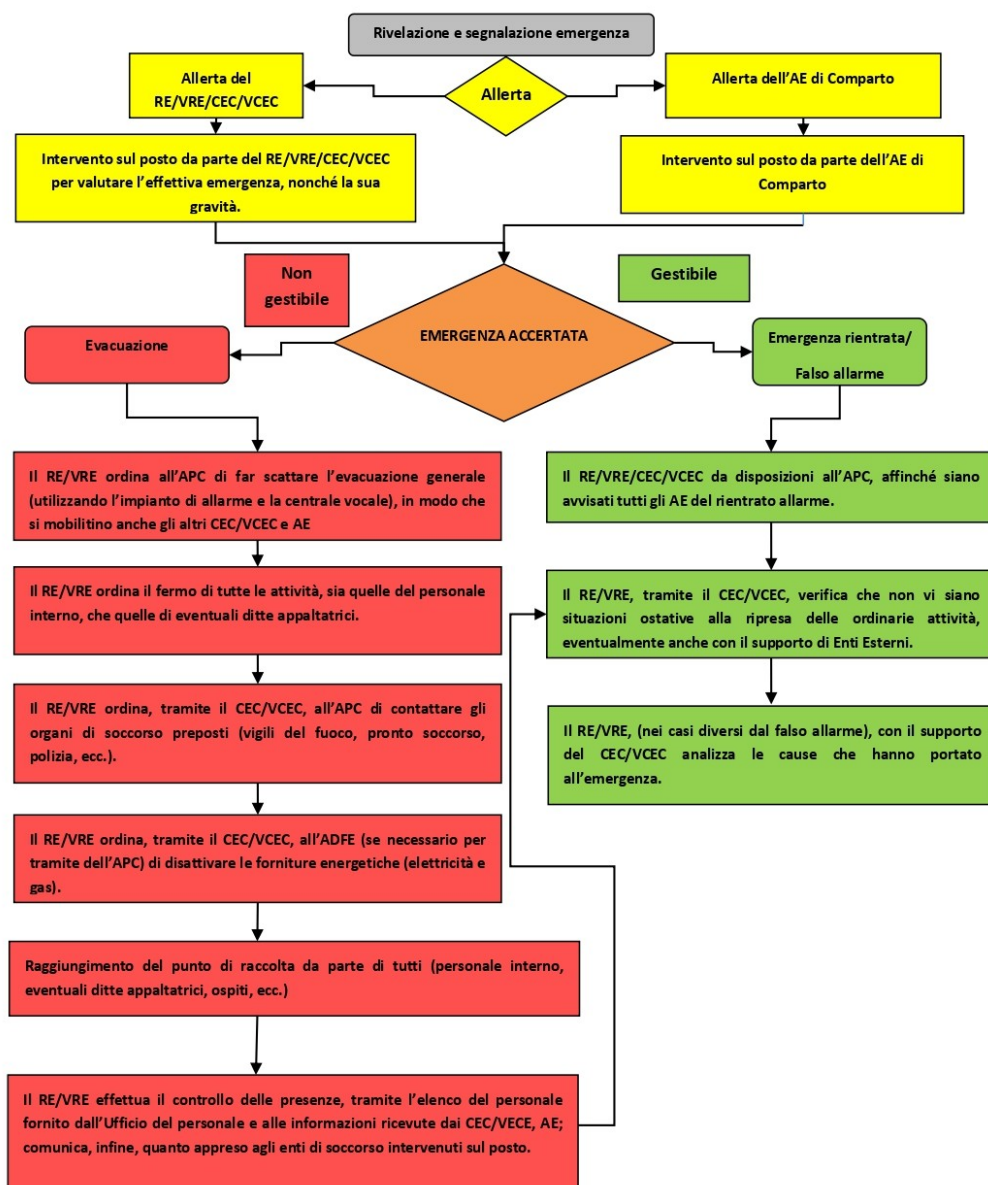 Rivelazione e segnalazione emergenza
Allerta
Allerta del
RE/VRE/CEC/VCEC
Allerta dell'AE di Comparto
Intervento sul posto da parte del RE/VRE/CEC/VCEC
per valutare l'effettiva emergenza, nonché la sua
gravità.
Intervento sul posto da parte dell'AE di
Comparto
Non
gestibile
Gestibile
EMERGENZA ACCERTATA
Evacuazione
Emergenza rientrata/
Falso allarme
Il RE/VRE ordina all'APC di far scattare l'evacuazione generale
(utilizzando l'impianto di allarme e la centrale vocale), in modo che
si mobilitino anche gli altri CEC/VCEC e AE
Il RE/VRE ordina il fermo di tutte le attività, sia quelle del personale
interno, che quelle di eventuali ditte appaltatrici.
Il RE/VRE ordina, tramite il CEC/VCEC, all'APC di contattare gli
organi di soccorso preposti (vigili del fuoco, pronto soccorso,
polizia, ecc.).
Il RE/VRE ordina, tramite il CEC/VCEC, all'ADFE (se necessario per
tramite dell'APC) di disattivare le forniture energetiche (elettricità e
gas).
Raggiungimento del punto di raccolta da parte di tutti (personale interno,
eventuali ditte appaltatrici, ospiti, ecc.)
Il RE/VRE effettua il controllo delle presenze, tramite l'elenco del personale
fornito dall'Ufficio del personale e alle informazioni ricevute dai CEC/VECE, AE;
comunica, infine, quanto appreso agli enti di soccorso intervenuti sul posto.
Il RE/VRE/CEC/VCEC da disposizioni all'APC, affinché siano
avvisati tutti gli AE del rientrato allarme.
Il RE/VRE, tramite il CEC/VCEC, verifica che non vi siano
situazioni ostative alla ripresa delle ordinarie attività,
eventualmente anche con il supporto di Enti Esterni.
Il RE/VRE, (nei casi diversi dal falso allarme), con il supporto
del CEC/VCEC analizza le cause che hanno portato
all'emergenza.